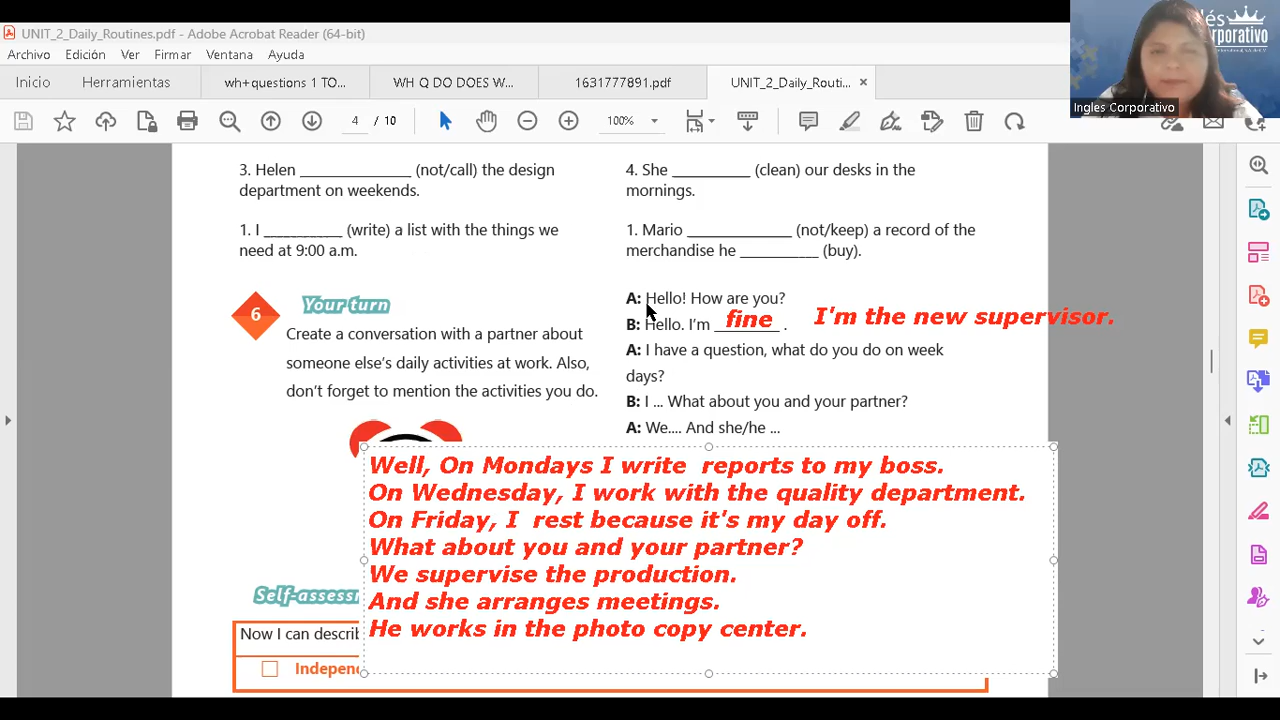 UNIT_2_Daily_Routines.pdf - Adobe Acrobat Reader (64-bit)
Archivo Edición Ver Firmar Ventana Ayuda
Inicio Herramientas wh+questions 1 TO... WH Q DO DOES W... 1631777891.pdf UNIT_2_Daily_Routi... ×
4 / 10 100%
Ingles Corporativo
3. Helen ______________ (not/call) the design
department on weekends.
1. I __________ (write) a list with the things we
need at 9:00 a.m.
4. She __________ (clean) our desks in the
mornings.
1. Mario _____________ (not/keep) a record of the
merchandise he __________ (buy).
6 Your turn
Create a conversation with a partner about
someone else's daily activities at work. Also,
don't forget to mention the activities you do.
A: Hello! How are you?
B: Hello. I'm fine . I'm the new supervisor.
A: I have a question, what do you do on week
days?
B: I ... What about you and your partner?
A: We.... And she/he ...
Well, On Mondays I write reports to my boss.
On Wednesday, I work with the quality department.
On Friday, I rest because it's my day off.
What about you and your partner?
We supervise the production.
And she arranges meetings.
He works in the photo copy center.
Self-assess
Now I can describ
Indepen